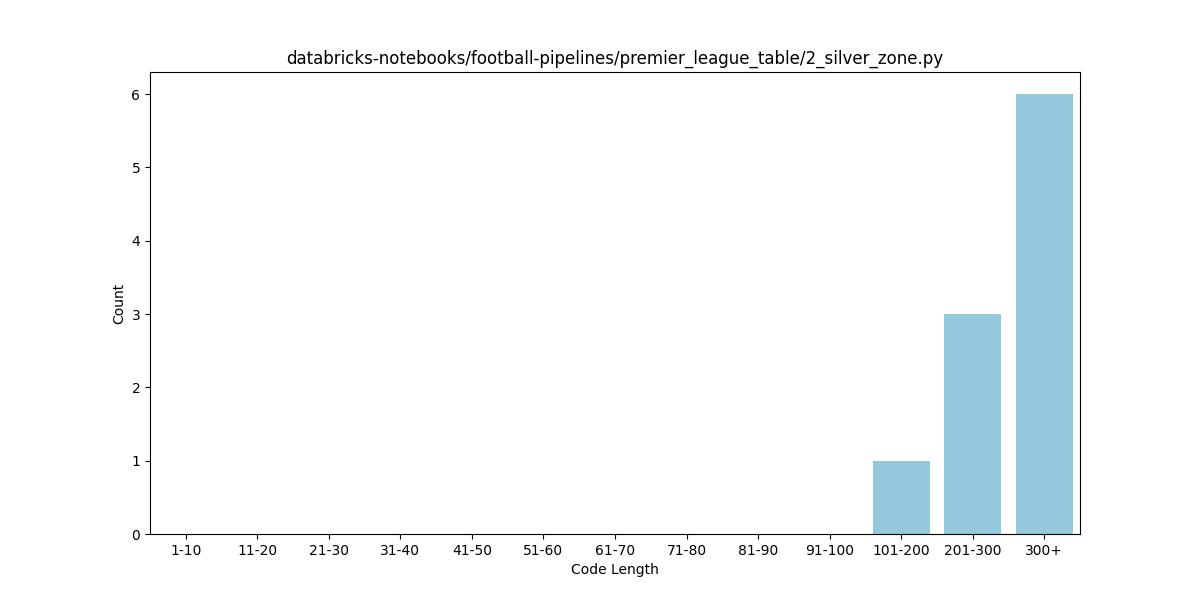 databricks-notebooks/football-pipelines/premier_league_table/2_silver_zone.py
6
5
4
3
2
1
0
Count
1-10 11-20 21-30 31-40 41-50 51-60 61-70 71-80 81-90 91-100 101-200 201-300 300+
Code Length